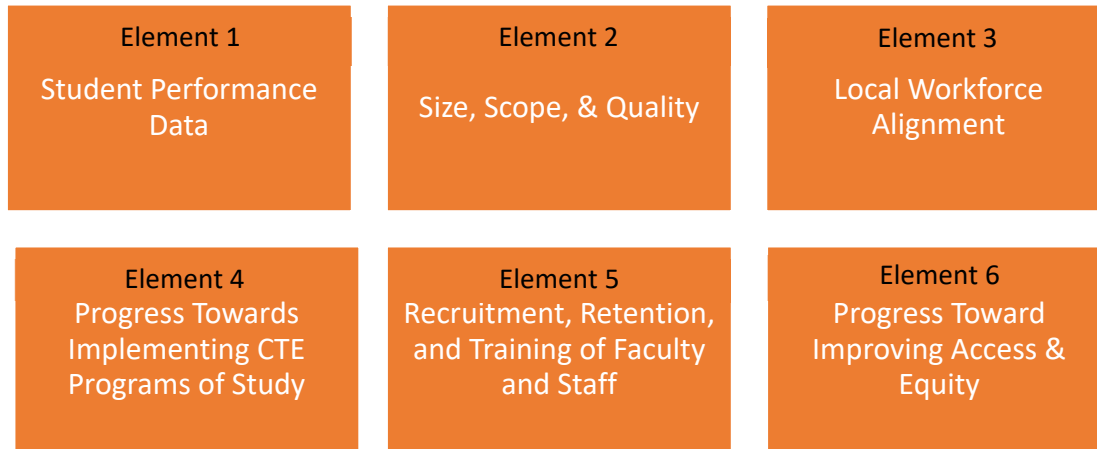 Element 1
Student Performance
Data
Element 2
Size, Scope, & Quality
Element 3
Local Workforce
Alignment
Element 4
Progress Towards
Implementing CTE
Programs of Study
Element 5
Recruitment, Retention,
and Training of Faculty
and Staff
Element 6
Progress Toward
Improving Access &
Equity